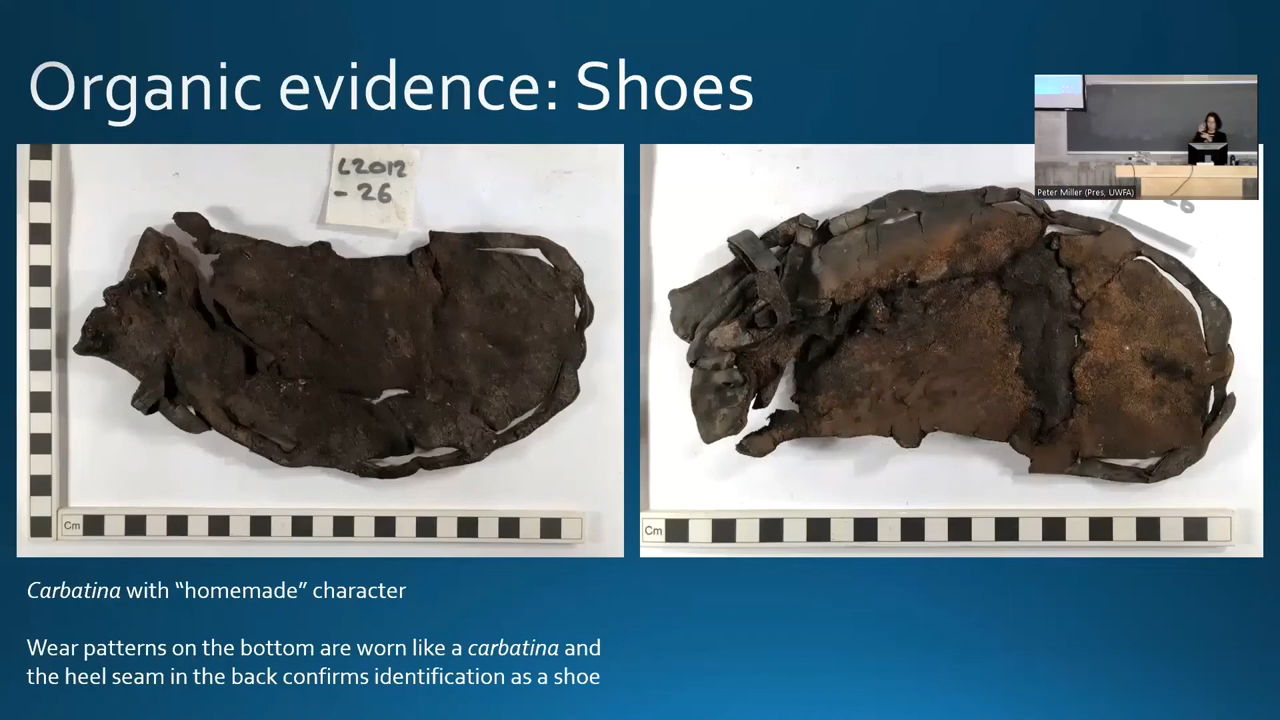 Organic evidence: Shoes
L2012
- 26
Peter Miller (Pres, UWFA)
Cm
Cm
Carbatina with “homemade” character
Wear patterns on the bottom are worn like a carbatina and
the heel seam in the back confirms identification as a shoe